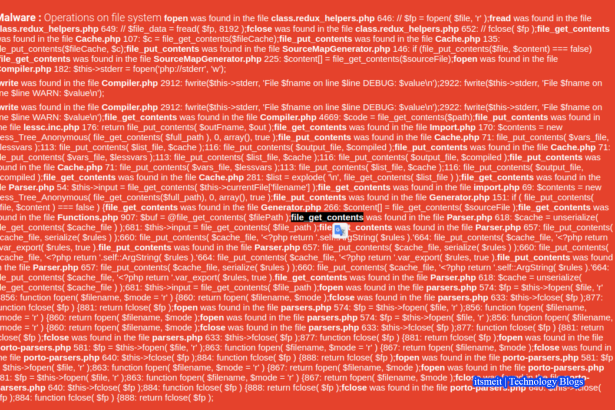 Malware : Operations on file system fopen was found in the file class.redux_helpers.php 646: // $fp = fopen( $file, 'r' );fread was found in the file
class.redux_helpers.php 649: // $file_data = fread( $fp, 8192 );fclose was found in the file class.redux_helpers.php 652: // fclose( $fp );file_get_contents
was found in the file Cache.php 107: $c = file_get_contents($fileCache);file_put_contents was found in the file Cache.php 135:
file_put_contents($fileCache, $c);file_put_contents was found in the file SourceMapGenerator.php 146: if (file_put_contents($file, $content) === false)
file_get_contents was found in the file SourceMapGenerator.php 225: $content[] = file_get_contents($sourceFile);fopen was found in the file
Compiler.php 182: $this->stderr = fopen('php://stderr', 'w');
fwrite was found in the file Compiler.php 2912: fwrite($this->stderr, "File $fname on line $line DEBUG: $value\n");2922: fwrite($this->stderr, "File $fname on
line $line WARN: $value\n");
fwrite was found in the file Compiler.php 2912: fwrite($this->stderr, "File $fname on line $line DEBUG: $value\n");2922: fwrite($this->stderr, "File $fname on
line $line WARN: $value\n");file_get_contents was found in the file Compiler.php 4669: $code = file_get_contents($path);file_put_contents was found in
the file lessc.inc.php 176: return file_put_contents( $outFname, $out );file_get_contents was found in the file Import.php 170: $contents = new
Less_Tree_Anonymous( file_get_contents( $full_path ), 0, array(), true );file_put_contents was found in the file Cache.php 71: file_put_contents( $vars_file,
$lessvars );113: file_put_contents( $list_file, $cache );116: file_put_contents( $output_file, $compiled );file_put_contents was found in the file Cache.php 71:
file_put_contents( $vars_file, $lessvars );113: file_put_contents( $list_file, $cache );116: file_put_contents( $output_file, $compiled );file_put_contents was
found in the file Cache.php 71: file_put_contents( $vars_file, $lessvars );113: file_put_contents( $list_file, $cache );116: file_put_contents( $output_file,
$compiled );file_get_contents was found in the file Cache.php 281: $list = explode( "\n", file_get_contents( $list_file ) );file_get_contents was found in the
file Parser.php 54: $this->input = file_get_contents( $this->currentFile['filename'] );file_get_contents was found in the file import.php 69: $contents = new
Less_Tree_Anonymous( file_get_contents($full_path), 0, array(), true );file_put_contents was found in the file Generator.php 151: if ( file_put_contents(
$file, $content ) === false ) {file_get_contents was found in the file Generator.php 266: $content[] = file_get_contents( $sourceFile );file_get_contents
was found in the file Functions.php 907: $buf = @file_get_contents( $filePath );file_get_contents was found in the file Parser.php 618: $cache = unserialize(
file_get_contents( $cache_file ) );681: $this->input = file_get_contents( $file_path );file_put_contents was found in the file Parser.php 657: file_put_contents(
$cache_file, serialize( $rules ) );660: file_put_contents( $cache_file, '<?php return '.self::ArgString( $rules ).'664: file_put_contents( $cache_file, '<?php return
'.var_export( $rules, true ).file_put_contents was found in the file Parser.php 657: file_put_contents( $cache_file, serialize( $rules ) );660: file_put_contents(
$cache_file, '<?php return '.self::ArgString( $rules ).'664: file_put_contents( $cache_file, '<?php return '.var_export( $rules, true ).file_put_contents was found
in the file Parser.php 657: file_put_contents( $cache_file, serialize( $rules ) );660: file_put_contents( $cache_file, '<?php return '.self::ArgString( $rules ).'664:
file_put_contents( $cache_file, '<?php return '.var_export( $rules, true ).file_get_contents was found in the file Parser.php 618: $cache = unserialize(
file_get_contents( $cache_file ) );681: $this->input = file_get_contents( $file_path );fopen was found in the file parsers.php 574: $fp = $this->fopen( $file, 'r'
);856: function fopen( $filename, $mode = 'r' ) {860: return fopen( $filename, $mode );fclose was found in the file parsers.php 633: $this->fclose( $fp );877:
function fclose( $fp ) {881: return fclose( $fp );fopen was found in the file parsers.php 574: $fp = $this->fopen( $file, 'r' );856: function fopen( $filename,
$mode = 'r' ) {860: return fopen( $filename, $mode );fopen was found in the file parsers.php 574: $fp = $this->fopen( $file, 'r' );856: function fopen( $filename,
$mode = 'r' ) {860: return fopen( $filename, $mode );fclose was found in the file parsers.php 633: $this->fclose( $fp );877: function fclose( $fp ) {881: return
fclose( $fp );fclose was found in the file parsers.php 633: $this->fclose( $fp );877: function fclose( $fp ) {881: return fclose( $fp );fopen was found in the file
porto-parsers.php 581: $fp = $this->fopen( $file, 'r' );863: function fopen( $filename, $mode = 'r' ) {867: return fopen( $filename, $mode );fclose was found
in the file porto-parsers.php 640: $this->fclose( $fp );884: function fclose( $fp ) {888: return fclose( $fp );fopen was found in the file porto-parsers.php 581: $fp
= $this->fopen( $file, 'r' );863: function fopen( $filename, $mode = 'r' ) {867: return fopen( $filename, $mode );fopen was found in the file porto-parsers.php
581: $fp = $this->fopen( $file, 'r' );863: function fopen( $filename, $mode = 'r' ) {867: return fopen( $filename, $mode );fclose was found in the file porto-
parsers.php 640: $this->fclose( $fp );884: function fclose( $fp ) {888: return fclose( $fp );fclose was found in the file porto-parsers.php 640: $this->fclose(
$fp );884: function fclose( $fp ) {888: return fclose( $fp );
itsmeit | Technology Blogs